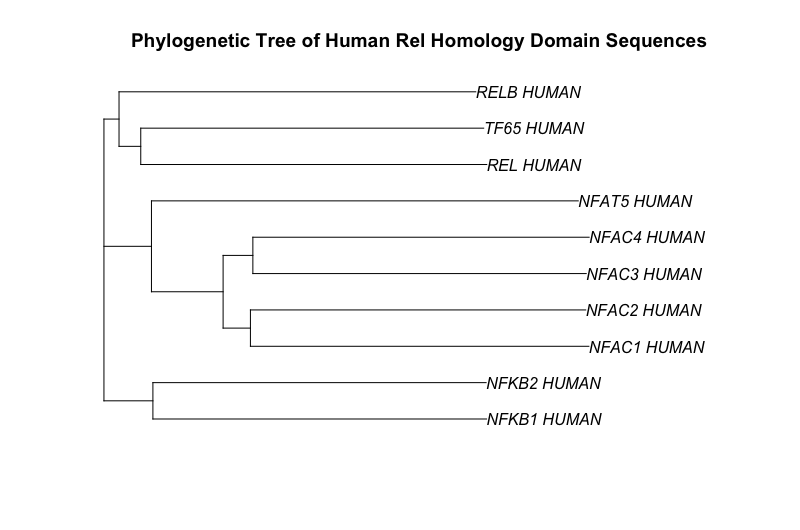 Phylogenetic Tree of Human Rel Homology Domain Sequences
RELB HUMAN
TF65 HUMAN
REL HUMAN
NFAT5 HUMAN
NFAC4 HUMAN
NFAC3 HUMAN
NFAC2 HUMAN
NFAC1 HUMAN
NFKB2 HUMAN
NFKB1 HUMAN